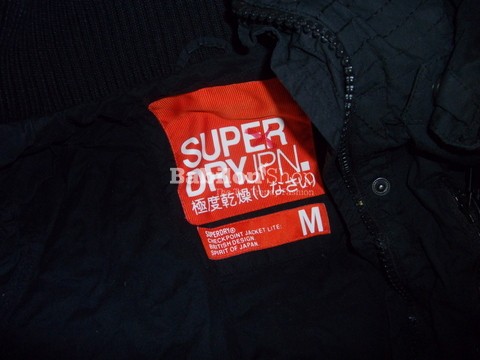 SUPER
DRY JPN.
極度乾燥(しなさい)
SUPERDRY®
CHECKPOINT JACKET LITE
BRITISH DESIGN
SPIRIT OF JAPAN
M
Shop